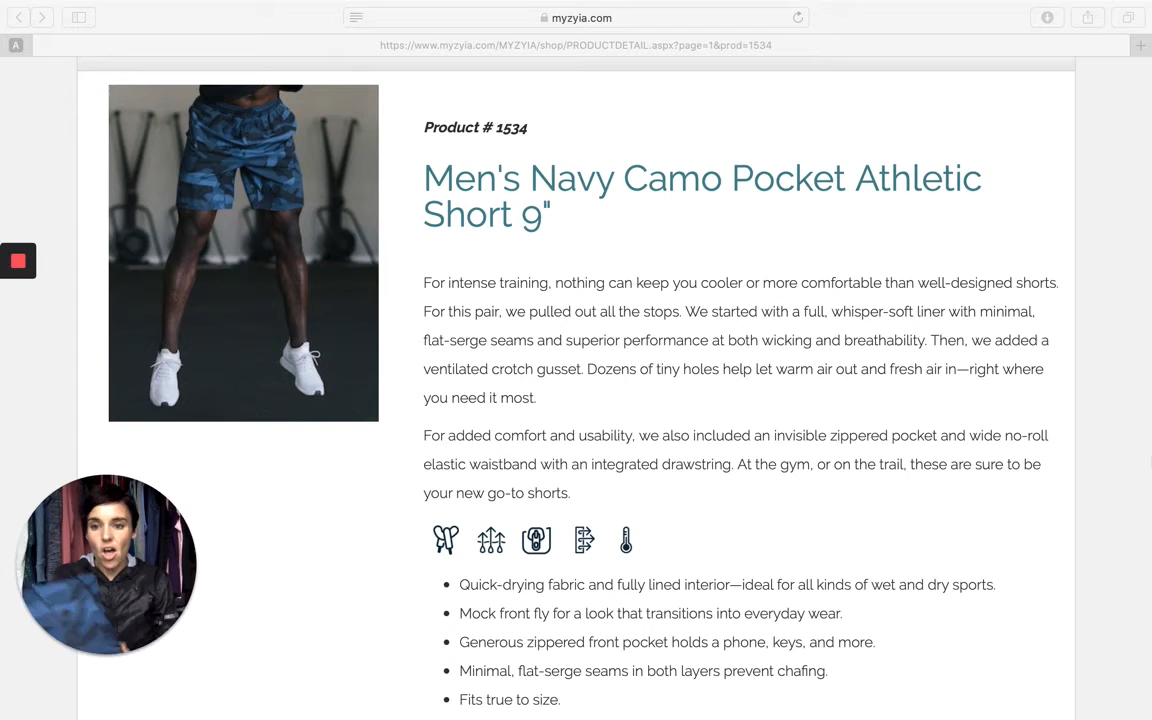 myzyia.com
A
https://www.myzyia.com/MYZYIA/shop/PRODUCTDETAIL.aspx?page=1&prod=1534
Product # 1534
Men's Navy Camo Pocket Athletic
Short 9"
For intense training, nothing can keep you cooler or more comfortable than well-designed shorts.
For this pair, we pulled out all the stops. We started with a full, whisper-soft liner with minimal,
flat-serge seams and superior performance at both wicking and breathability. Then, we added a
ventilated crotch gusset. Dozens of tiny holes help let warm air out and fresh air in—right where
you need it most.
For added comfort and usability, we also included an invisible zippered pocket and wide no-roll
elastic waistband with an integrated drawstring. At the gym, or on the trail, these are sure to be
your new go-to shorts.
• Quick-drying fabric and fully lined interior—ideal for all kinds of wet and dry sports.
• Mock front fly for a look that transitions into everyday wear.
• Generous zippered front pocket holds a phone, keys, and more.
• Minimal, flat-serge seams in both layers prevent chafing.
• Fits true to size.